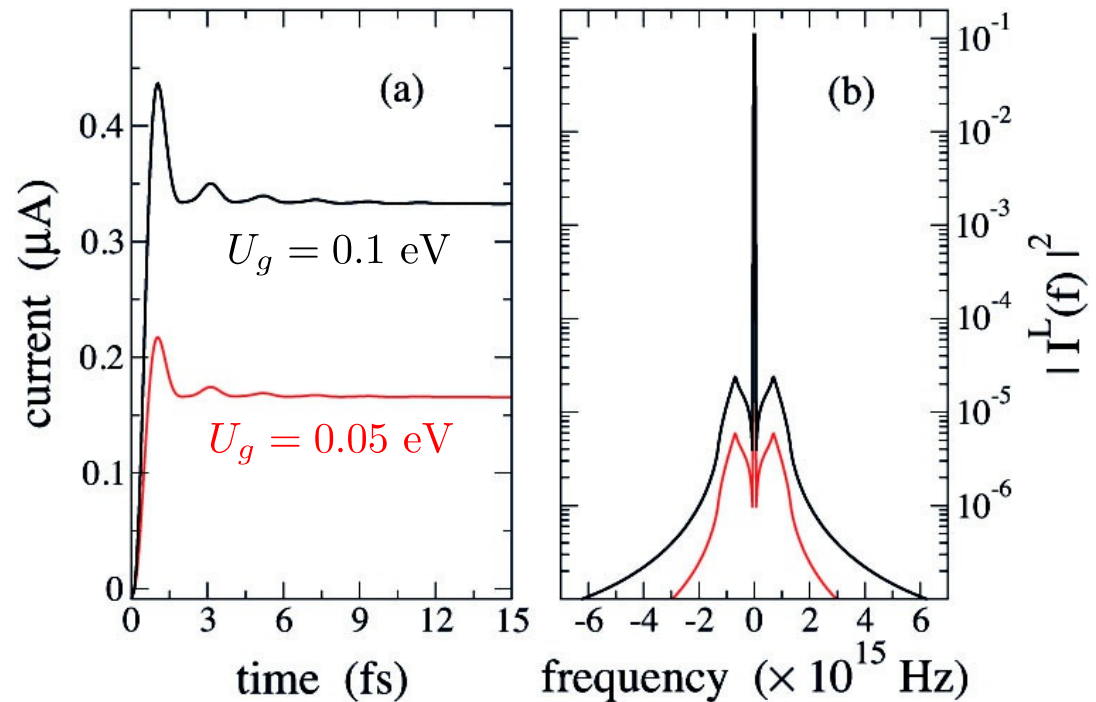 (a)
current (μA)
0.4
0.3
0.2
0.1
0
U_g = 0.1 eV
U_g = 0.05 eV
0 3 6 9 12 15
time (fs)
(b)
10^-1
10^-2
10^-3
10^-4
10^-5
10^-6
| I^L(f) |^2
-6 -4 -2 0 2 4 6
frequency (× 10^15 Hz)